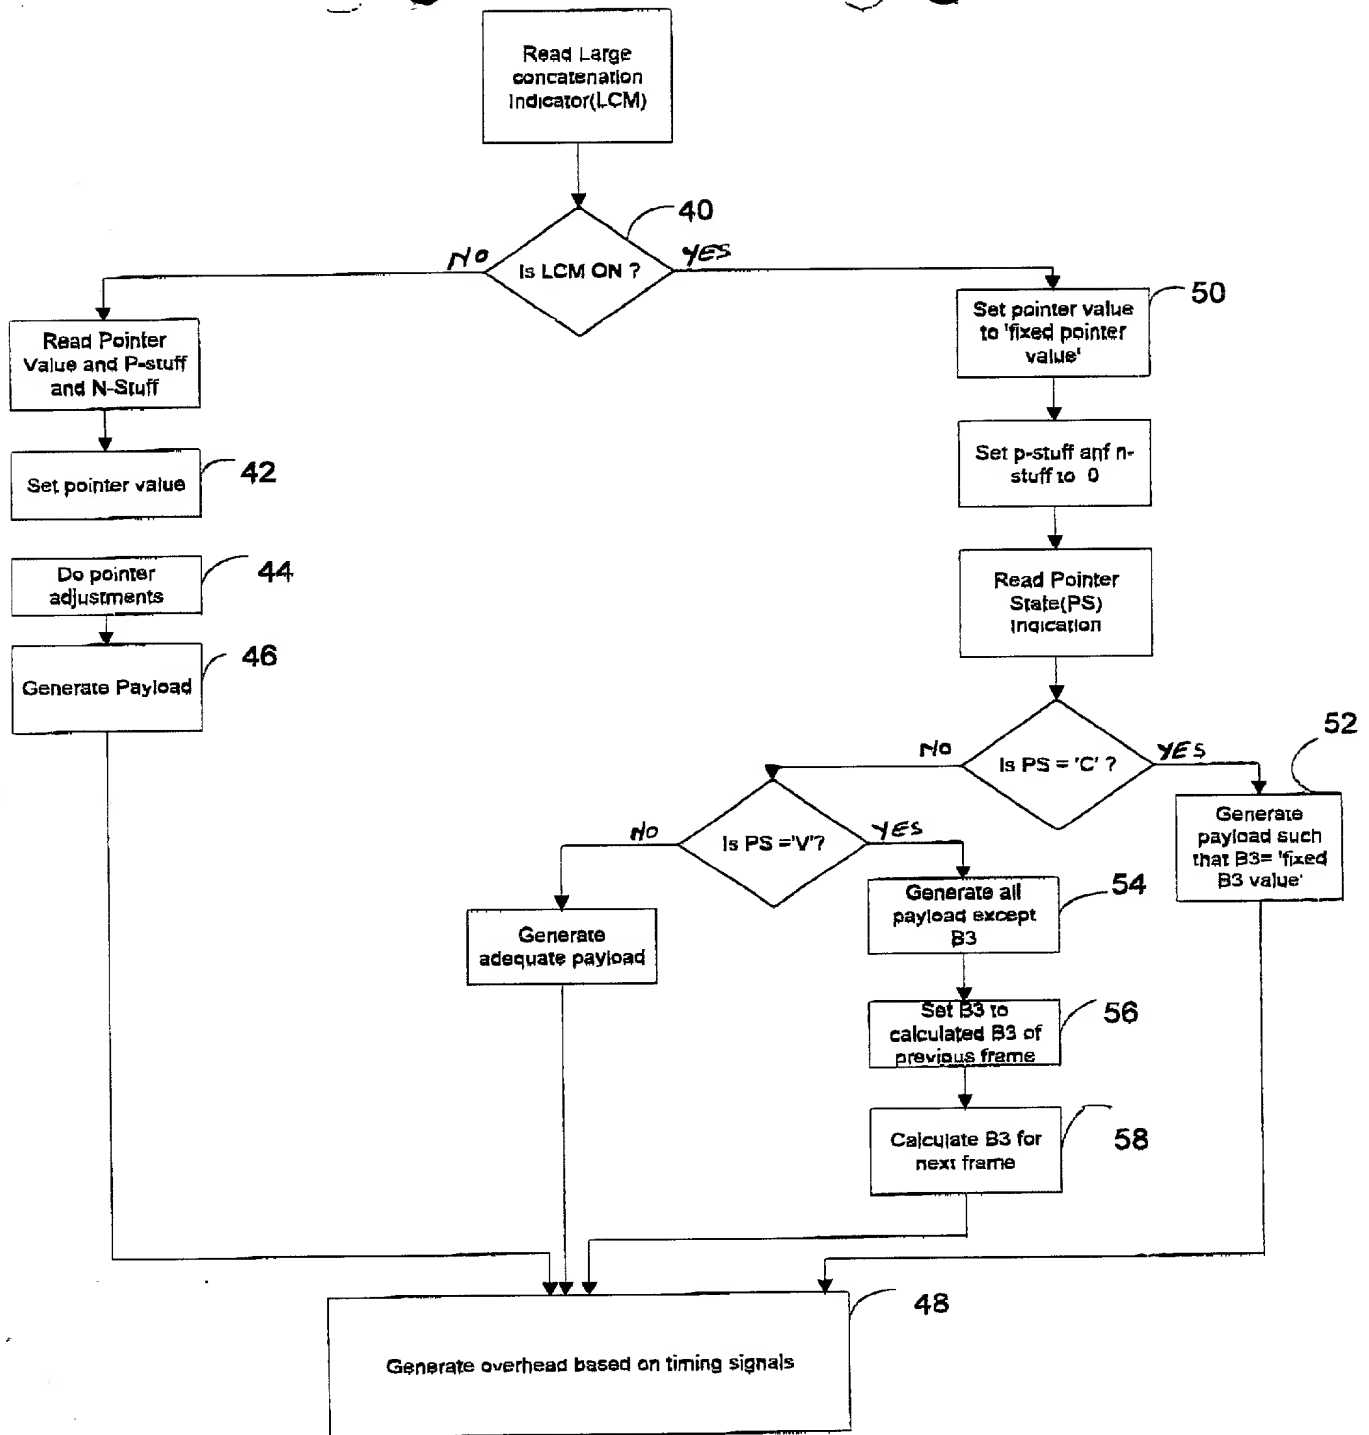 Read Large
concatenation
Indicator(LCM)
40
NO
Is LCM ON ?
YES
50
Set pointer value
to 'fixed pointer
value'
Read Pointer
Value and P-stuff
and N-Stuff
Set p-stuff anf n-
stuff to 0
42
Set pointer value
44
Do pointer
adjustments
Read Pointer
State(PS)
Indication
46
Generate Payload
52
NO
Is PS = 'C' ?
YES
NO
Is PS ='V'?
YES
Generate
payload such
that B3= 'fixed
B3 value'
54
Generate all
payload except
B3
Generate
adequate payload
56
Set B3 to
calculated B3 of
previous frame
58
Calculate B3 for
next frame
48
Generate overhead based on timing signals